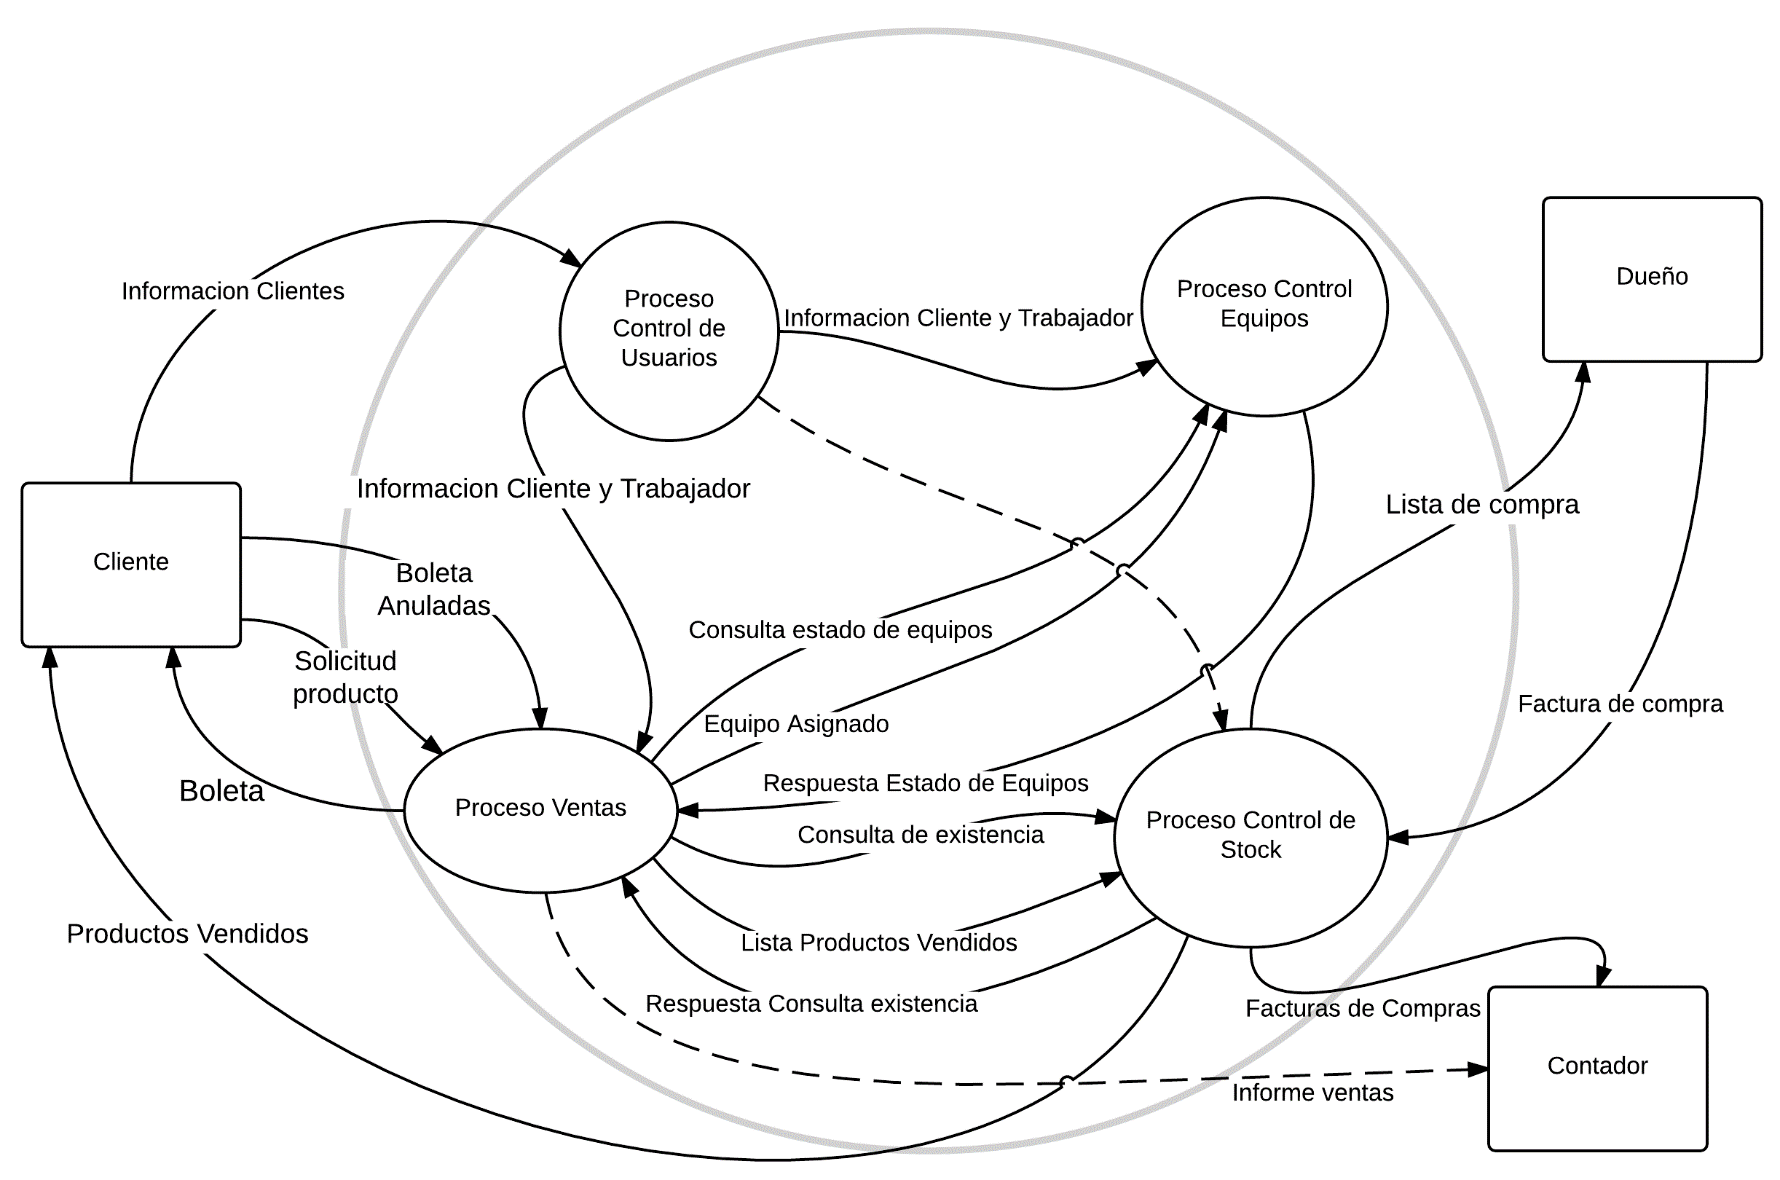 Informacion Clientes
Proceso
Control de
Usuarios
Informacion Cliente y Trabajador
Proceso Control
Equipos
Dueño
Informacion Cliente y Trabajador
Lista de compra
Cliente
Boleta
Anuladas
Solicitud
producto
Consulta estado de equipos
Equipo Asignado
Factura de compra
Boleta
Proceso Ventas
Respuesta Estado de Equipos
Consulta de existencia
Proceso Control de
Stock
Productos Vendidos
Lista Productos Vendidos
Respuesta Consulta existencia
Facturas de Compras
Contador
Informe ventas